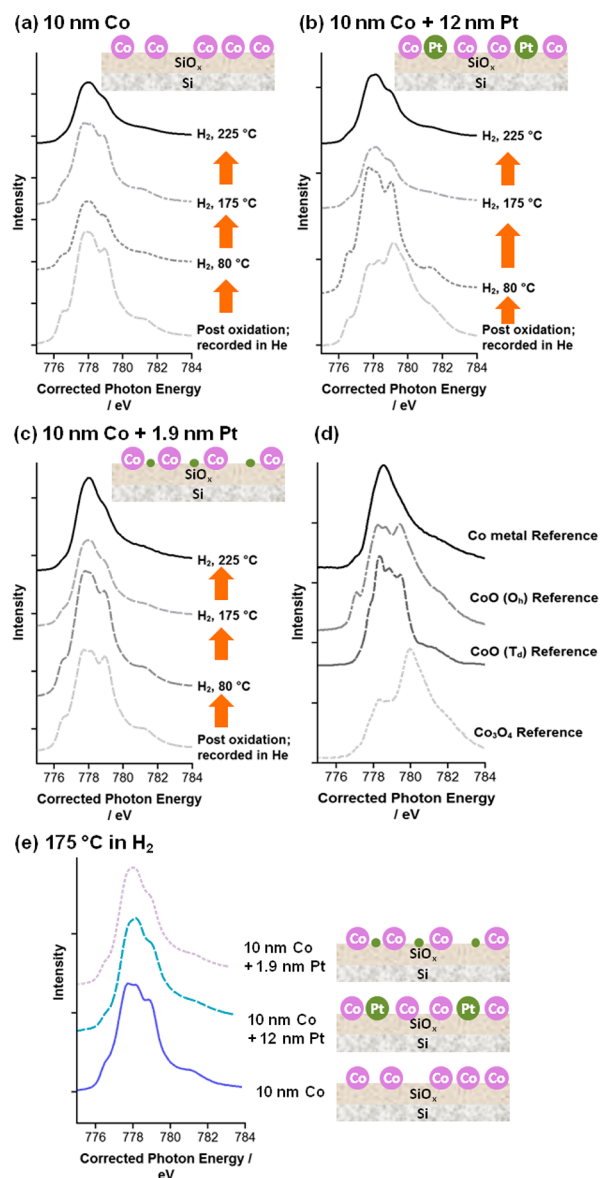 (a) 10 nm Co
Co Co Co Co Co
SiOₓ
Si
Intensity
H₂, 225 °C
H₂, 175 °C
H₂, 80 °C
Post oxidation;
recorded in He
776 778 780 782 784
Corrected Photon Energy
/ eV
(b) 10 nm Co + 12 nm Pt
Co Pt Co Co Pt Co
SiOₓ
Si
Intensity
H₂, 225 °C
H₂, 175 °C
H₂, 80 °C
Post oxidation;
recorded in He
776 778 780 782 784
Corrected Photon Energy
/ eV
(c) 10 nm Co + 1.9 nm Pt
Co Co Co Co
SiOₓ
Si
Intensity
H₂, 225 °C
H₂, 175 °C
H₂, 80 °C
Post oxidation;
recorded in He
776 778 780 782 784
Corrected Photon Energy
/ eV
(d)
Intensity
Co metal Reference
CoO (Oₕ) Reference
CoO (T_d) Reference
Co₃O₄ Reference
776 778 780 782 784
Corrected Photon Energy
/ eV
(e) 175 °C in H₂
Intensity
10 nm Co
+ 1.9 nm Pt
10 nm Co
+ 12 nm Pt
10 nm Co
776 778 780 782 784
Corrected Photon Energy /
eV
Co Co Co Co
SiOₓ
Si
Co Pt Co Co Pt Co
SiOₓ
Si
Co Co Co Co Co
SiOₓ
Si